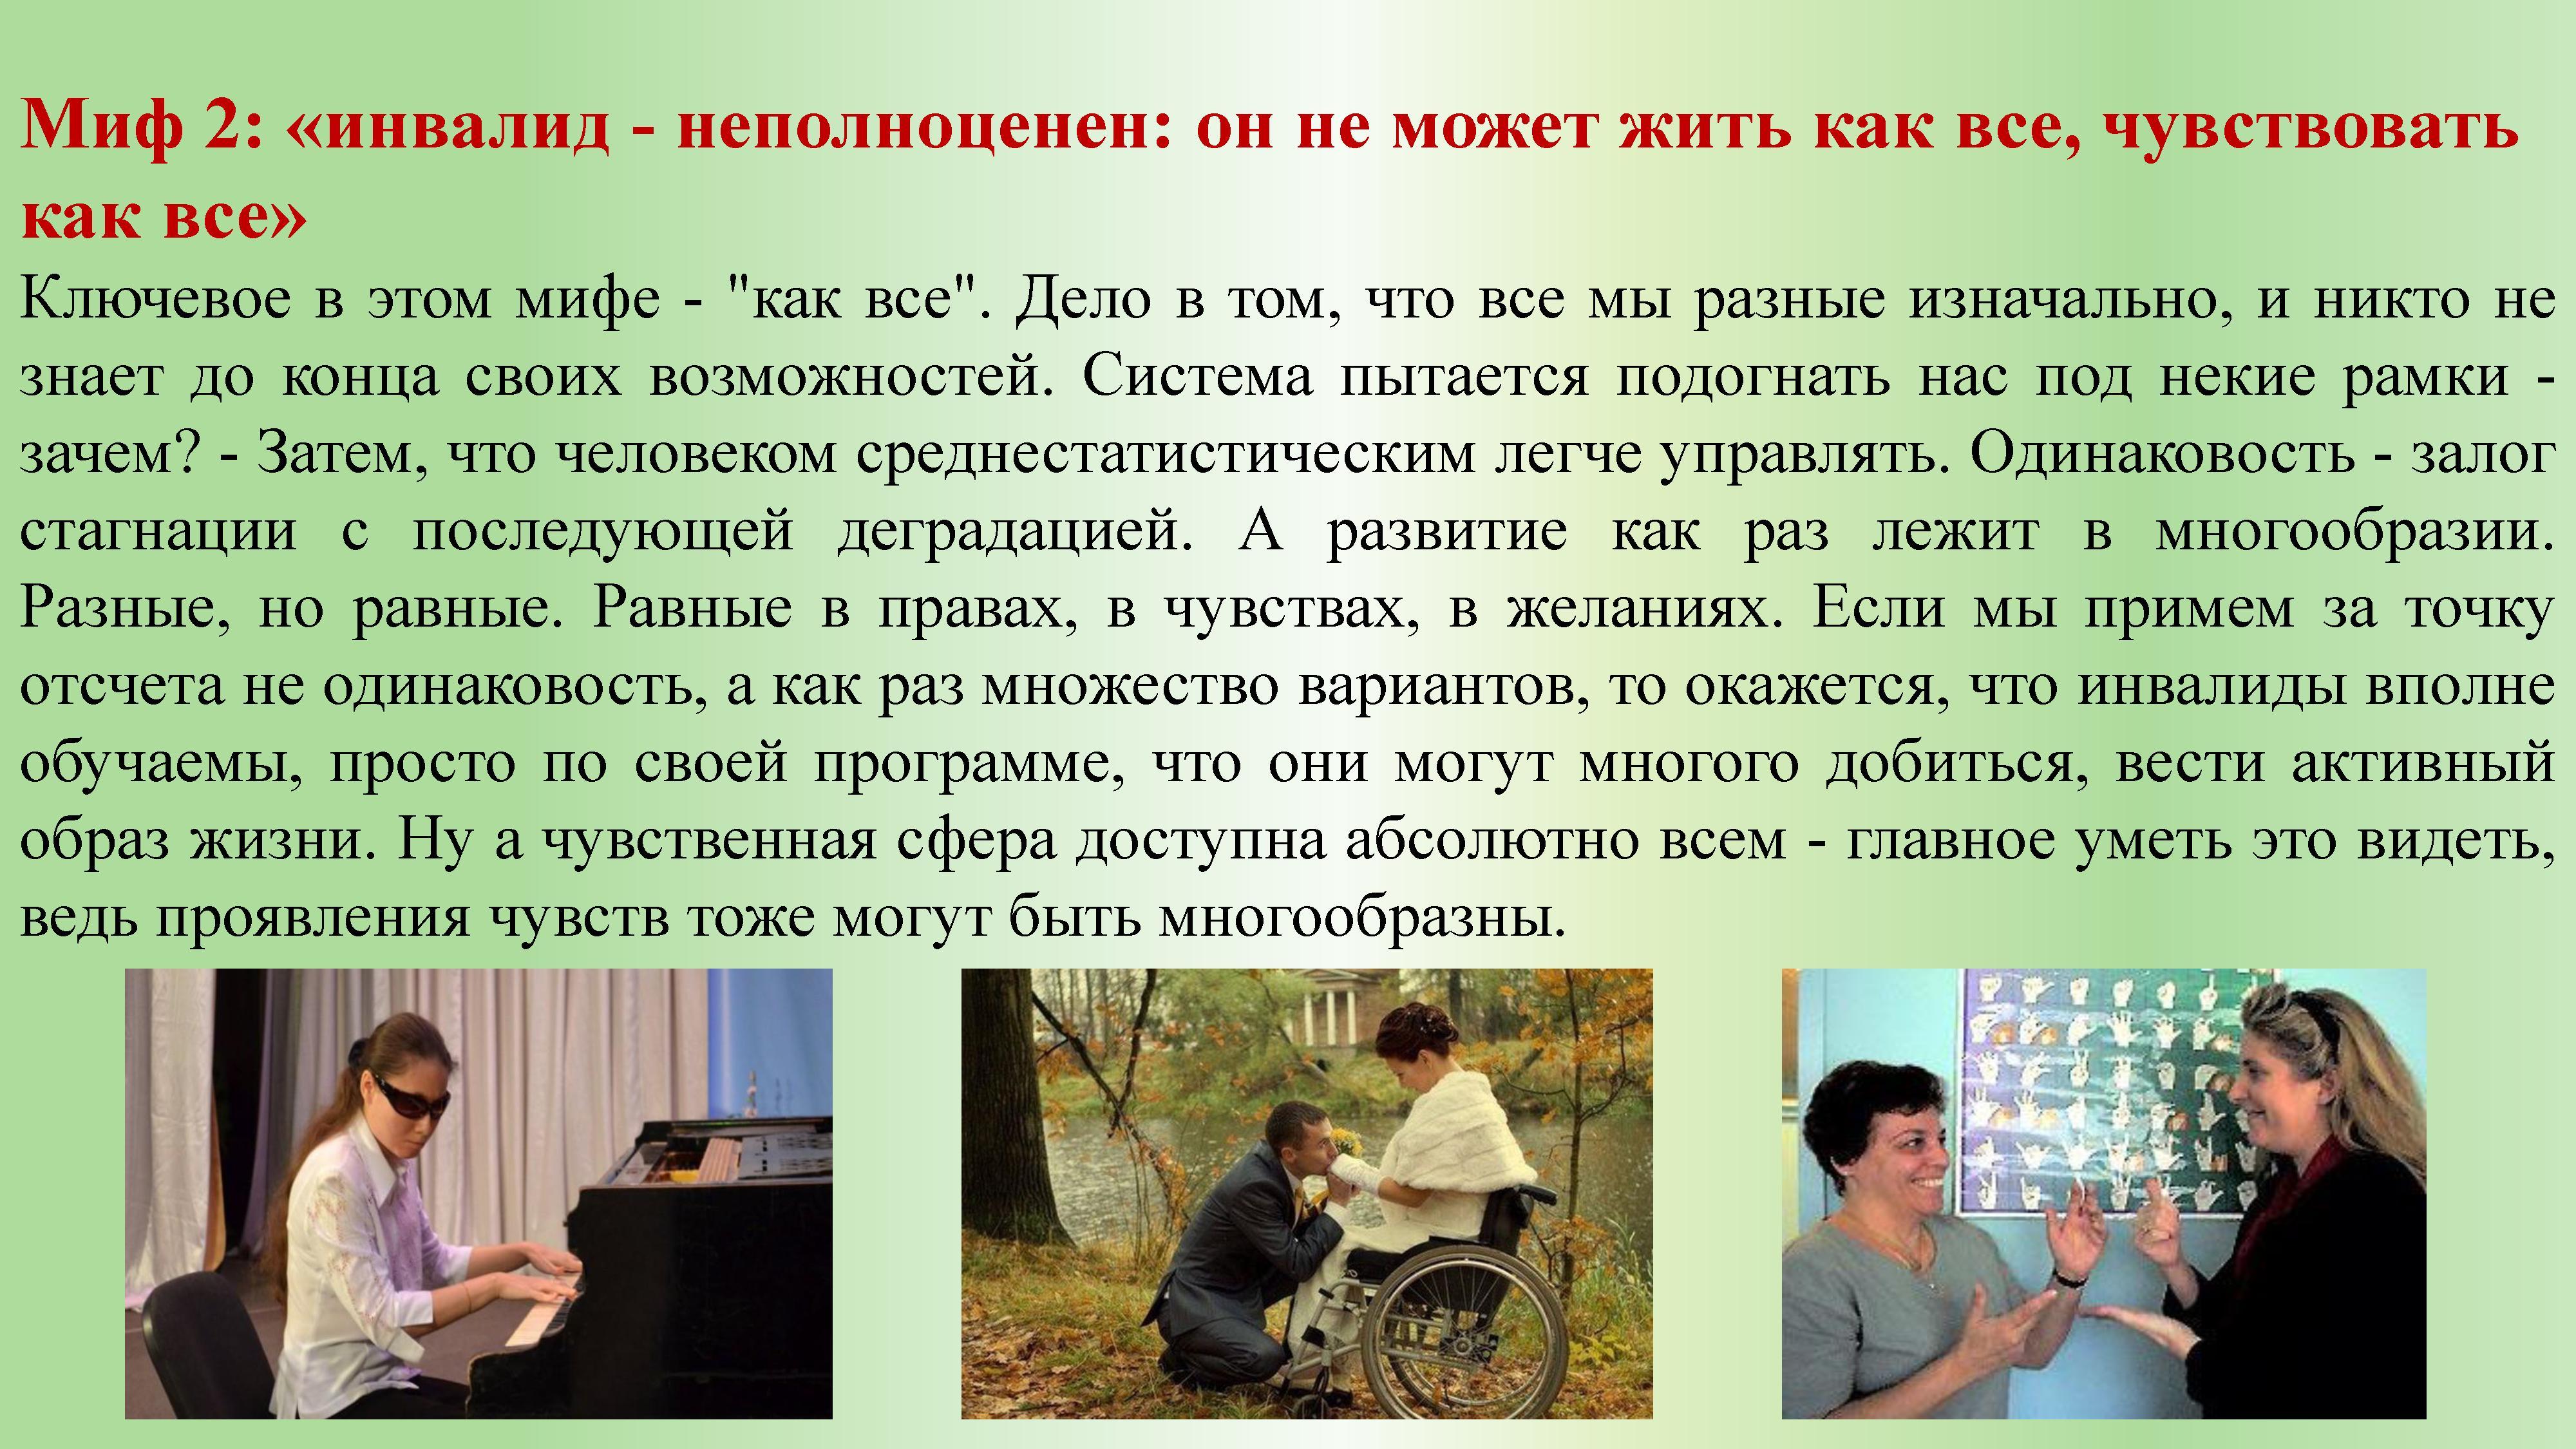 Миф 2: «инвалид - неполноценен: он не может жить как все, чувствовать
как все»
Ключевое в этом мифе - "как все". Дело в том, что все мы разные изначально, и никто не
знает до конца своих возможностей. Система пытается подогнать нас под некие рамки -
зачем? - Затем, что человеком среднестатистическим легче управлять. Одинаковость - залог
стагнации с последующей деградацией. А развитие как раз лежит в многообразии.
Разные, но равные. Равные в правах, в чувствах, в желаниях. Если мы примем за точку
отсчета не одинаковость, а как раз множество вариантов, то окажется, что инвалиды вполне
обучаемы, просто по своей программе, что они могут многого добиться, вести активный
образ жизни. Ну а чувственная сфера доступна абсолютно всем - главное уметь это видеть,
ведь проявления чувств тоже могут быть многообразны.